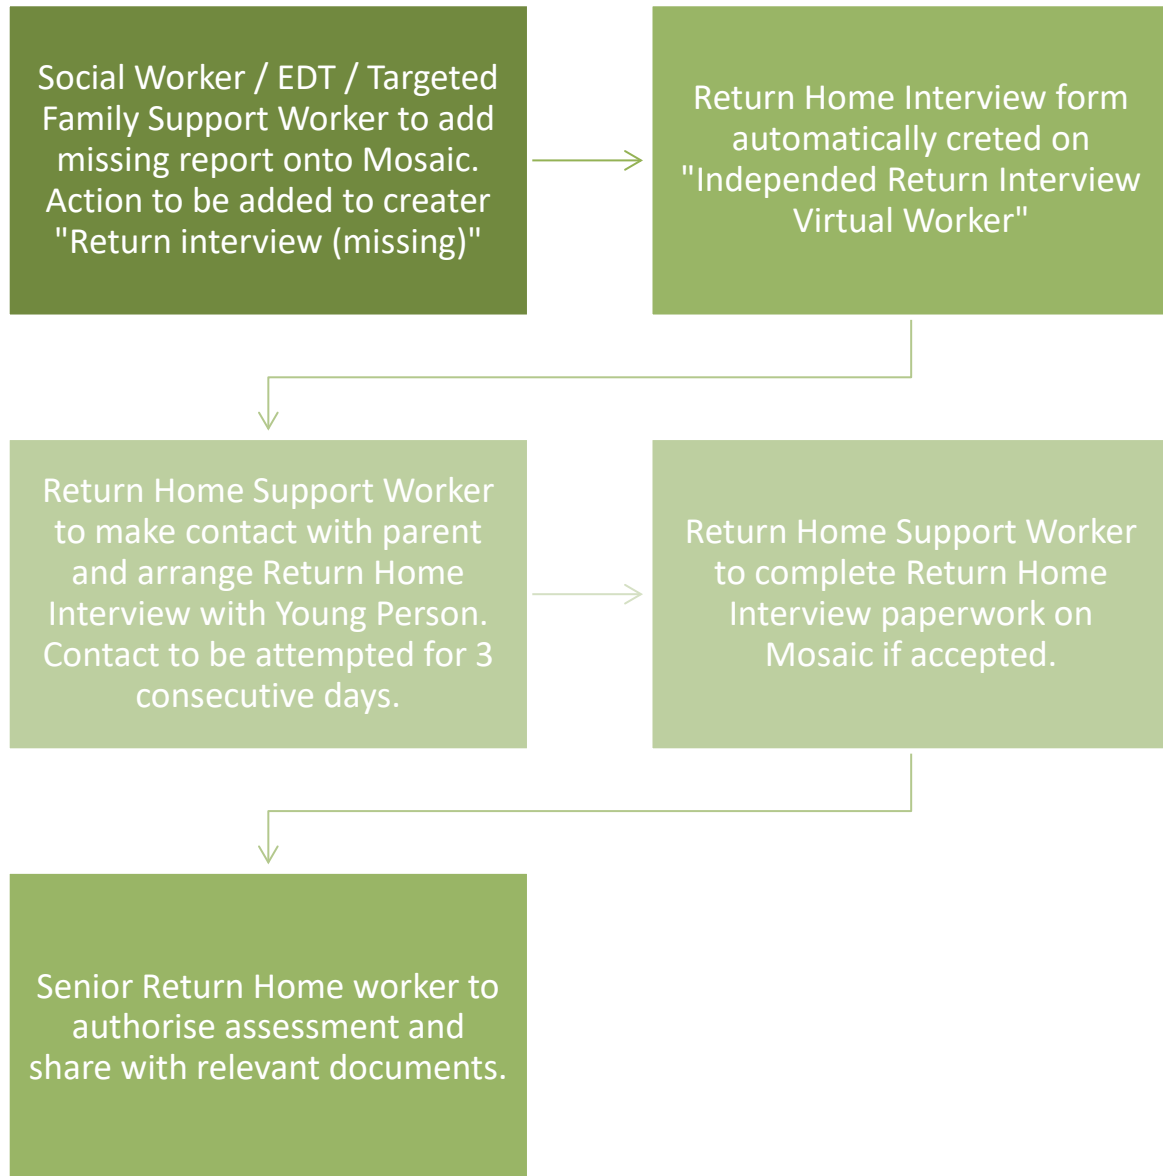 Social Worker / EDT / Targeted
Family Support Worker to add
missing report onto Mosaic.
Action to be added to creater
"Return interview (missing)"
Return Home Interview form
automatically creted on
"Independed Return Interview
Virtual Worker"
Return Home Support Worker
to make contact with parent
and arrange Return Home
Interview with Young Person.
Contact to be attempted for 3
consecutive days.
Return Home Support Worker
to complete Return Home
Interview paperwork on
Mosaic if accepted.
Senior Return Home worker to
authorise assessment and
share with relevant documents.